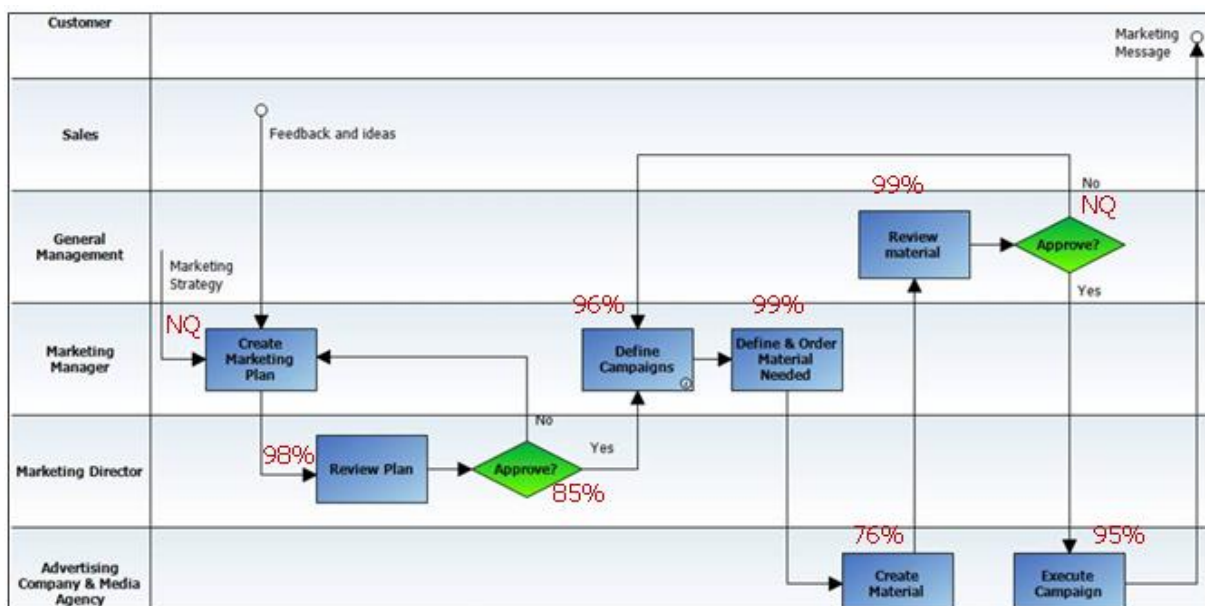 Customer
Marketing
Message
Sales
Feedback and ideas
99%
No
NQ
General
Management
Review
material
Approve?
Marketing
Strategy
Yes
NQ
96%
99%
Marketing
Manager
Create
Marketing
Plan
Define
Campaigns
Define & Order
Material
Needed
No
Yes
Marketing Director
98%
Review Plan
Approve?
85%
76%
95%
Advertising
Company & Media
Agency
Create
Material
Execute
Campaign